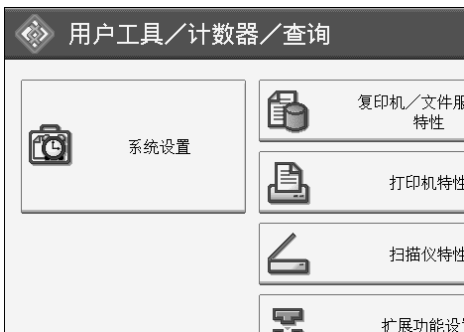 用户工具／计数器／查询
系统设置
复印机／文件服
特性
打印机特性
扫描仪特性
扩展功能设